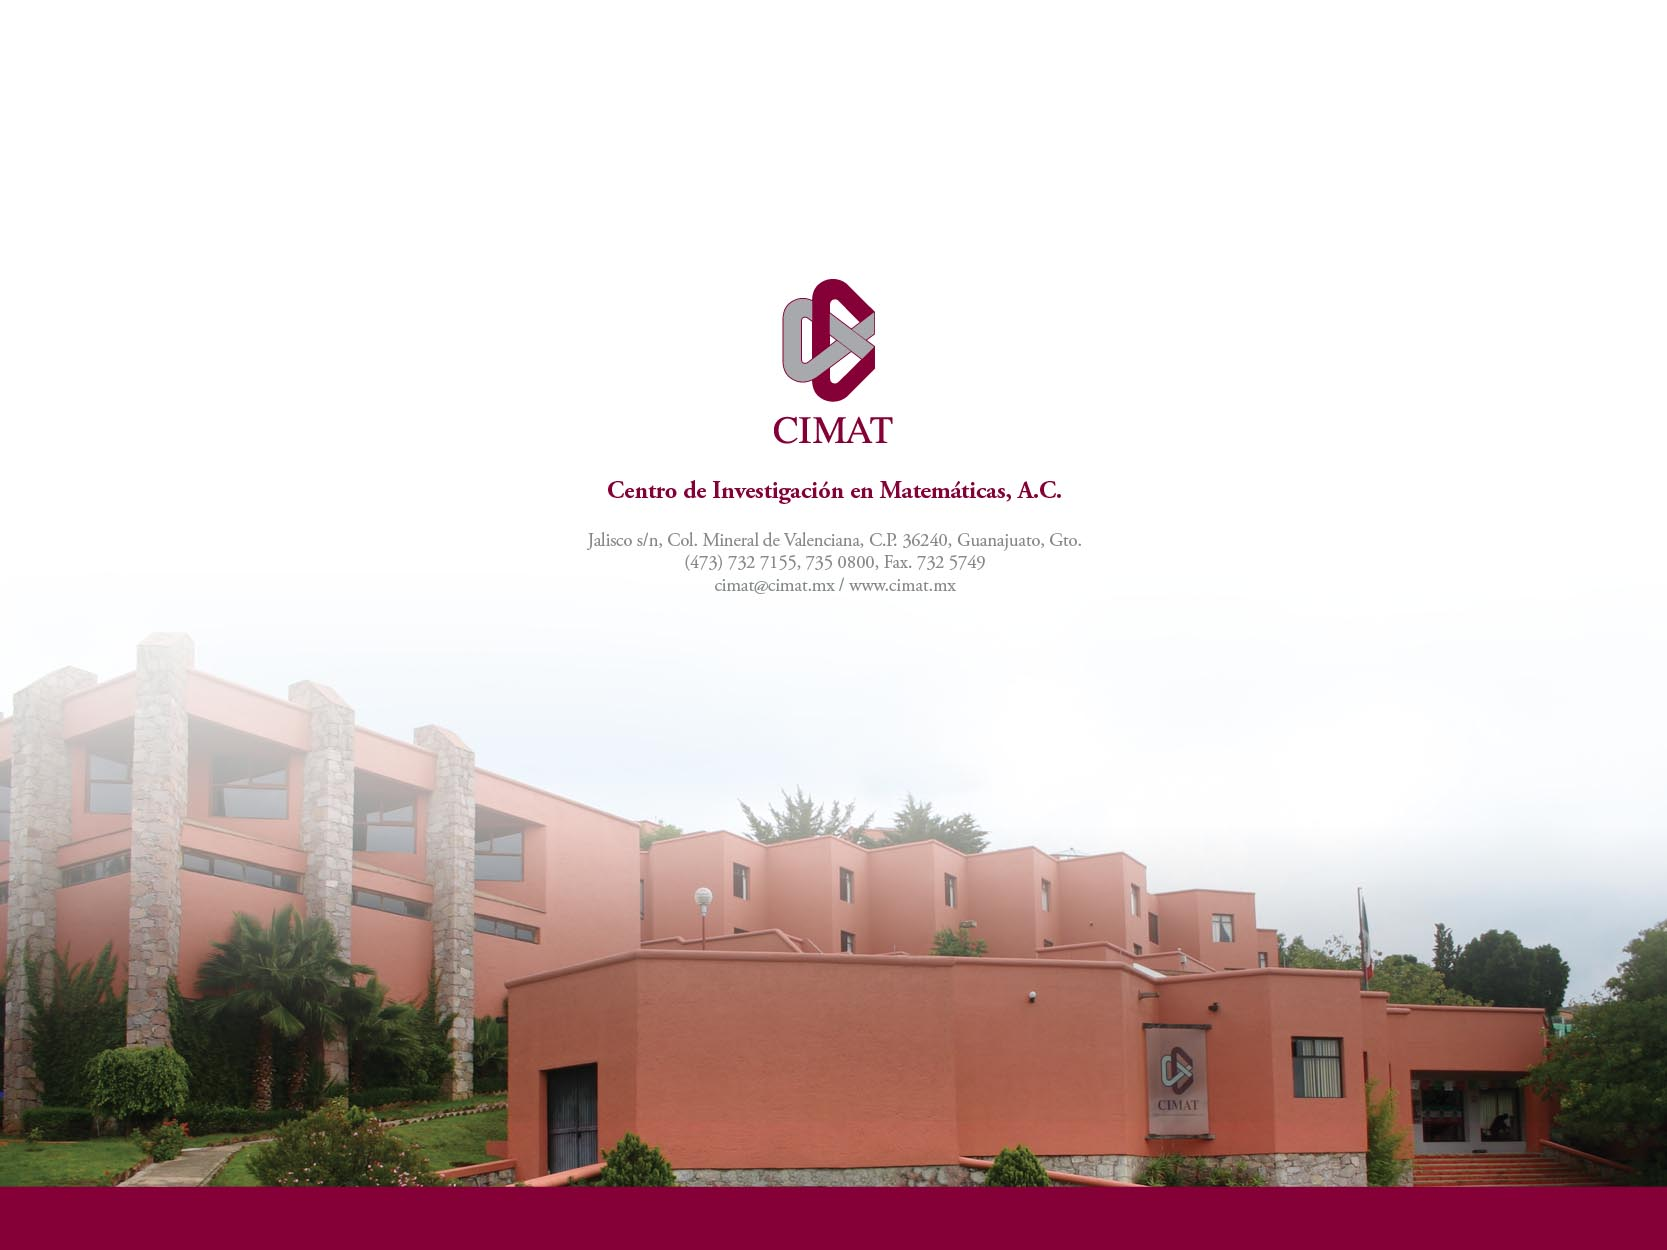 CIMAT
Centro de Investigación en Matemáticas, A.C.
Jalisco s/n, Col. Mineral de Valenciana, C.P. 36240, Guanajuato, Gto.
(473) 732 7155, 735 0800, Fax. 732 5749
cimat@cimat.mx / www.cimat.mx
CIMAT